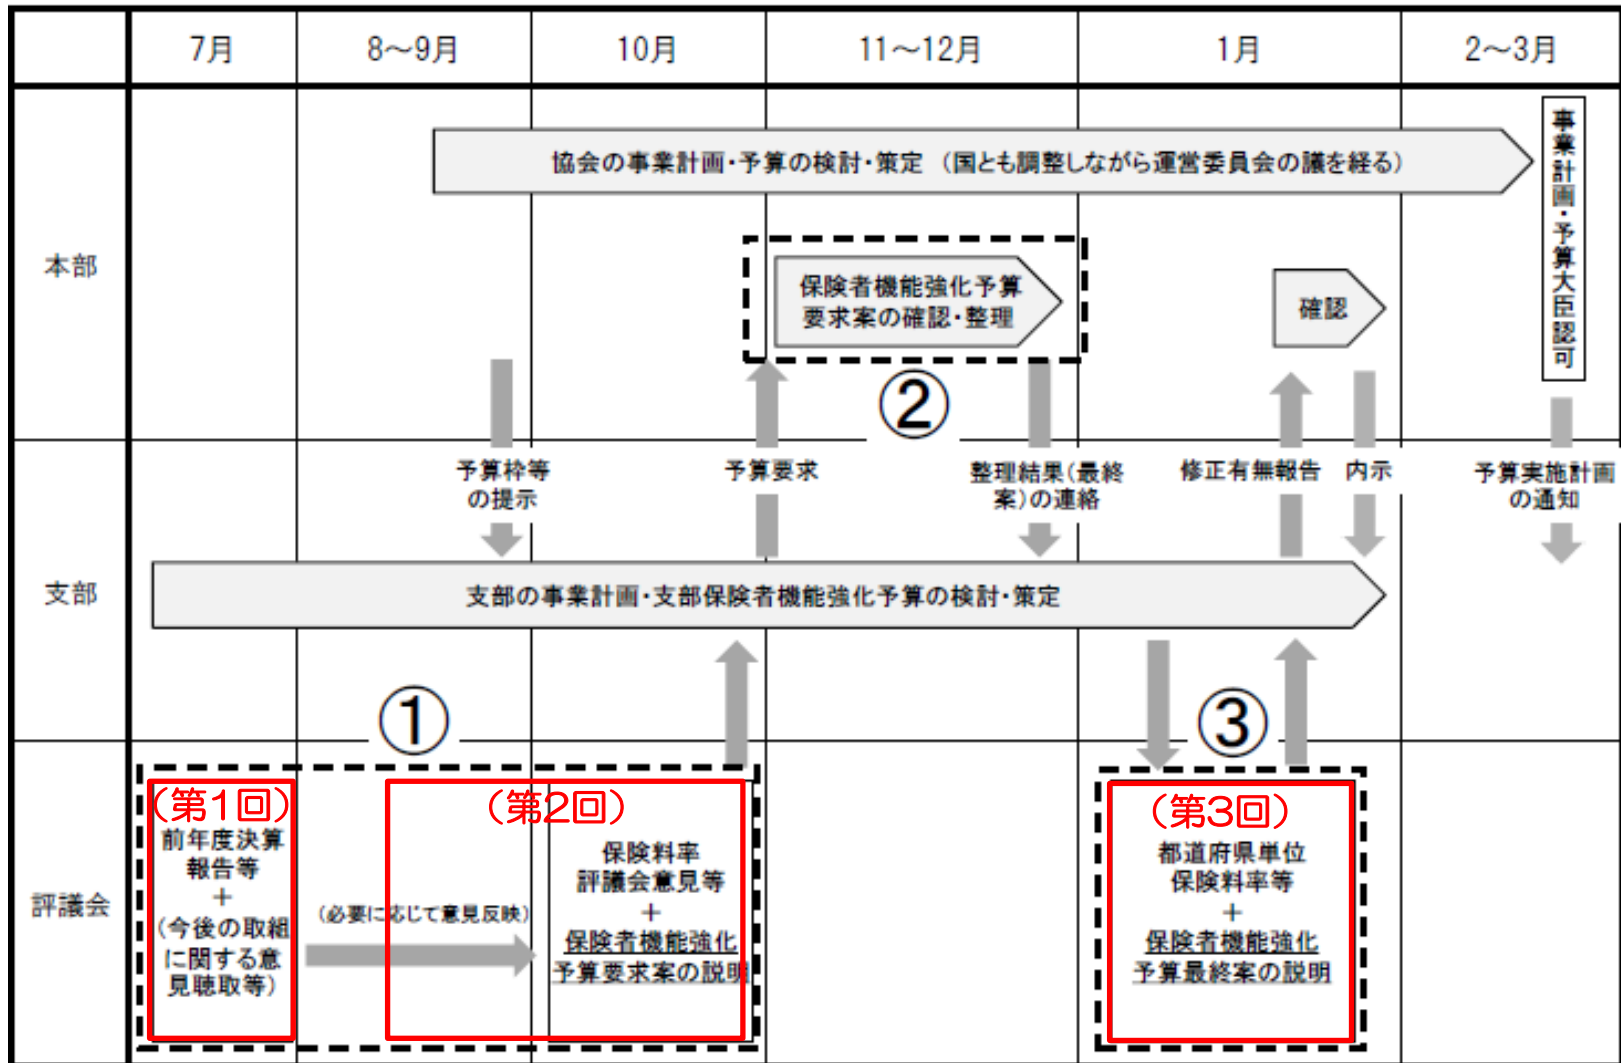 7月
8～9月
10月
11～12月
1月
2～3月
本部
協会の事業計画・予算の検討・策定 （国とも調整しながら運営委員会の議を経る）
事業計画・予算大臣認可
保険者機能強化予算
要求案の確認・整理
確認
②
予算枠等
の提示
予算要求
整理結果(最終
案)の連絡
修正有無報告
内示
予算実施計画
の通知
支部
支部の事業計画・支部保険者機能強化予算の検討・策定
①
③
評議会
（第1回）
前年度決算
報告等
＋
（今後の取組
に関する意
見聴取等）
（必要に応じて意見反映）
（第2回）
保険料率
評議会意見等
＋
保険者機能強化
予算要求案の説明
（第3回）
都道府県単位
保険料率等
＋
保険者機能強化
予算最終案の説明